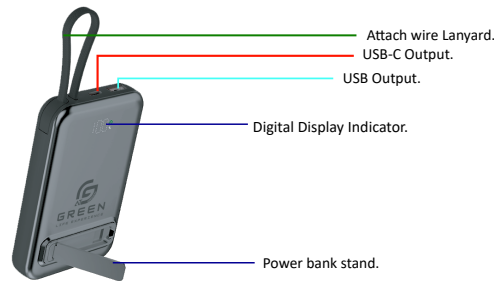 Attach wire Lanyard.
USB-C Output.
USB Output.
Digital Display Indicator.
GREEN
Power bank stand.